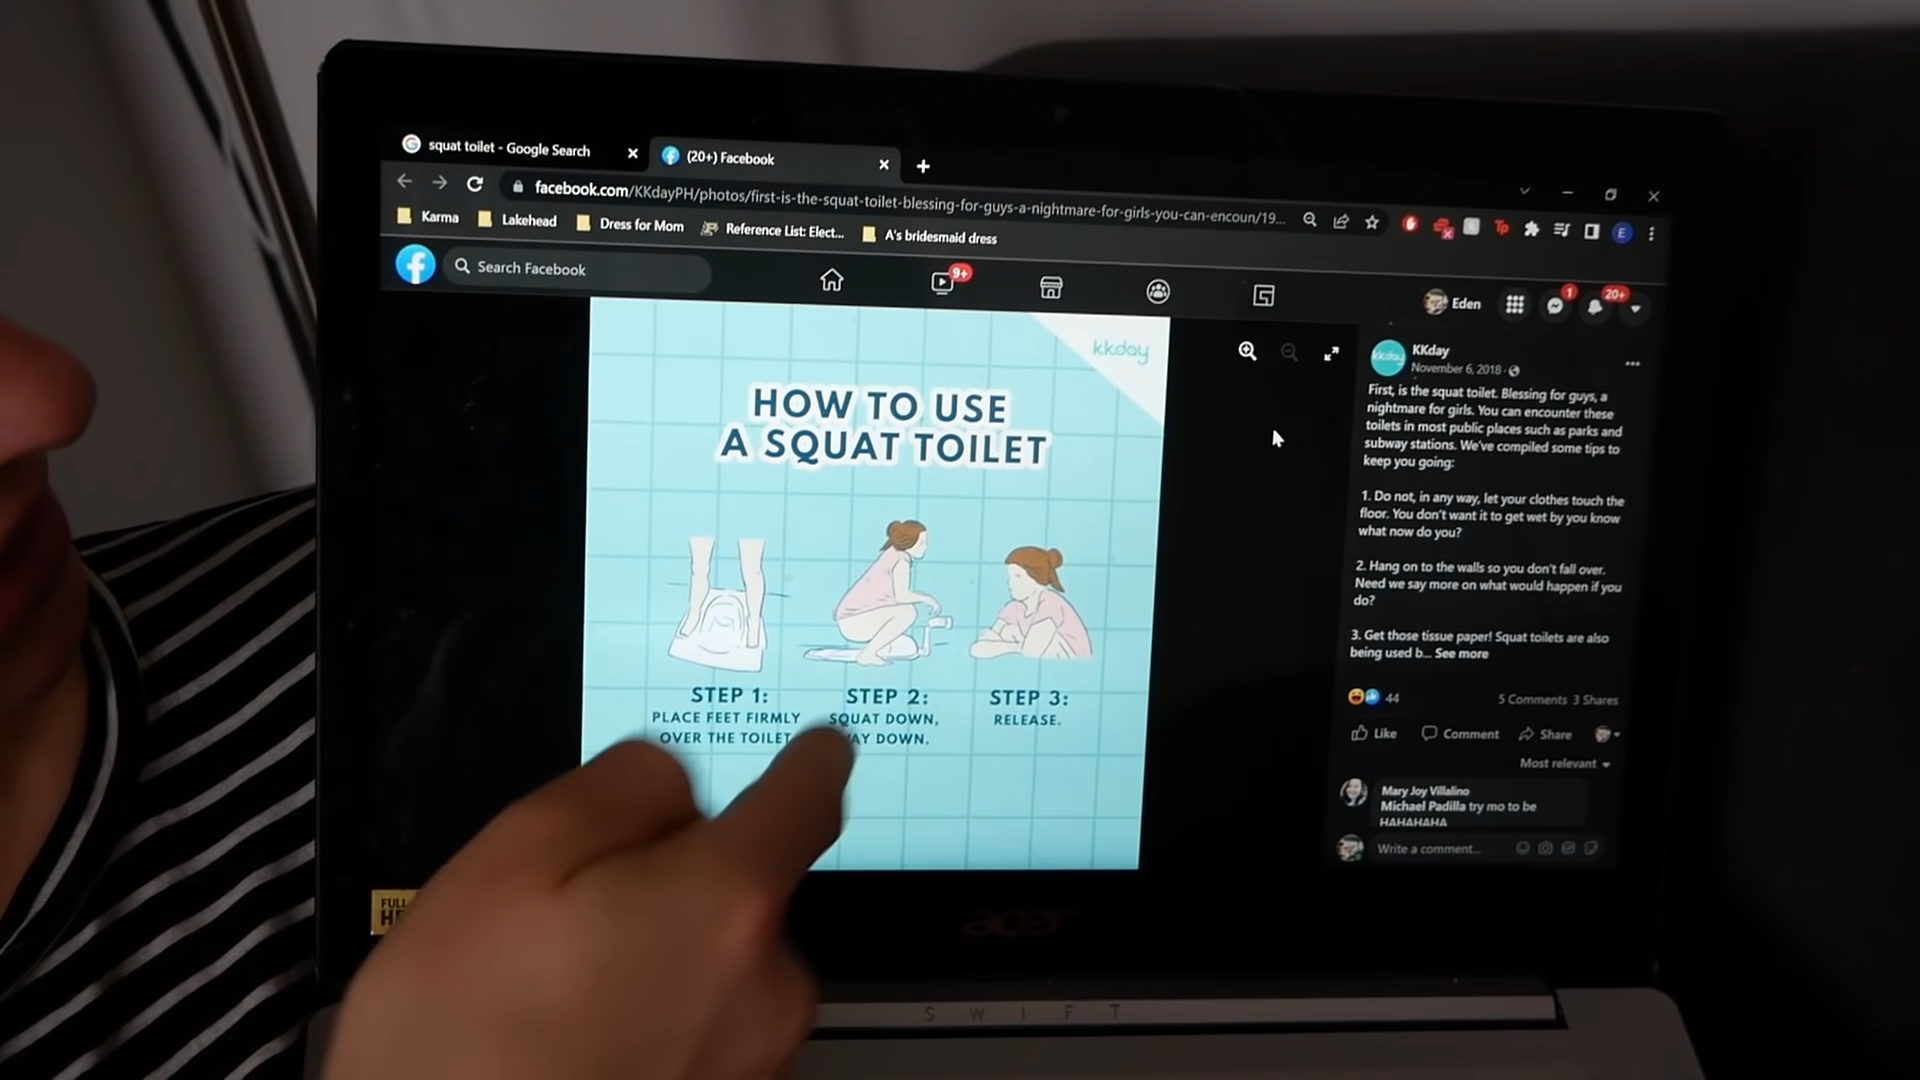 squat toilet - Google Search
(20+) Facebook
facebook.com/KKdayPH/photos/first-is-the-squat-toilet-blessing-for-guys-a-nightmare-for-girls-you-can-encoun/19...
Karma
Lakehead
Dress for Mom
Reference List: Elect...
A's bridesmaid dress
E
Search Facebook
9+
Eden
1
20+
kkday
HOW TO USE
A SQUAT TOILET
STEP 1:
PLACE FEET FIRMLY
OVER THE TOILET
STEP 2:
SQUAT DOWN,
DOWN.
STEP 3:
RELEASE.
kkday
KKday
November 6, 2018
First, is the squat toilet. Blessing for guys, a
nightmare for girls. You can encounter these
toilets in most public places such as parks and
subway stations. We've compiled some tips to
keep you going:
1. Do not, in any way, let your clothes touch the
floor. You don't want it to get wet by you know
what now do you?
2. Hang on to the walls so you don't fall over.
Need we say more on what would happen if you
do?
3. Get those tissue paper! Squat toilets are also
being used b... See more
44
5 Comments 3 Shares
Like
Comment
Share
Most relevant
Mary Joy Villalino
Michael Padilla try mo to be
HAHAHAHA
Write a comment...
FULL
acer
SWIFT